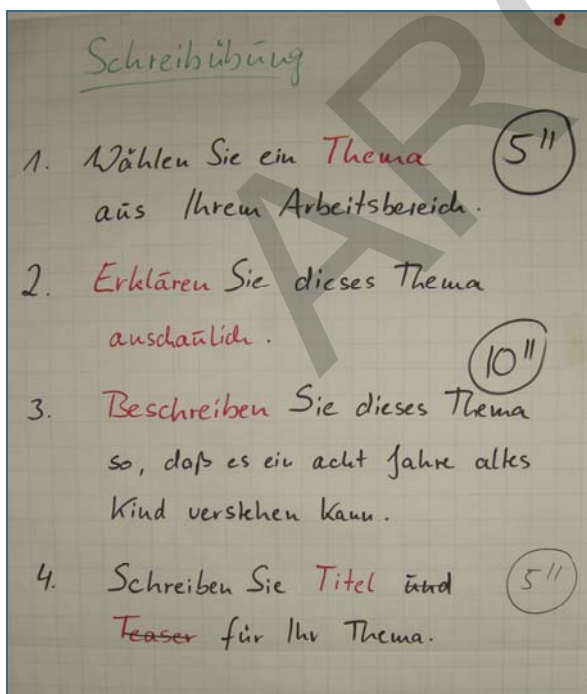 Schreibübung
1. Wählen Sie ein Thema 5"
aus Ihrem Arbeitsbereich.
2. Erklären Sie dieses Thema
anschaulich.
10"
3. Beschreiben Sie dieses Thema
so, daß es ein acht Jahre altes
Kind verstehen kann.
4. Schreiben Sie Titel und 5"
Teaser für Ihr Thema.